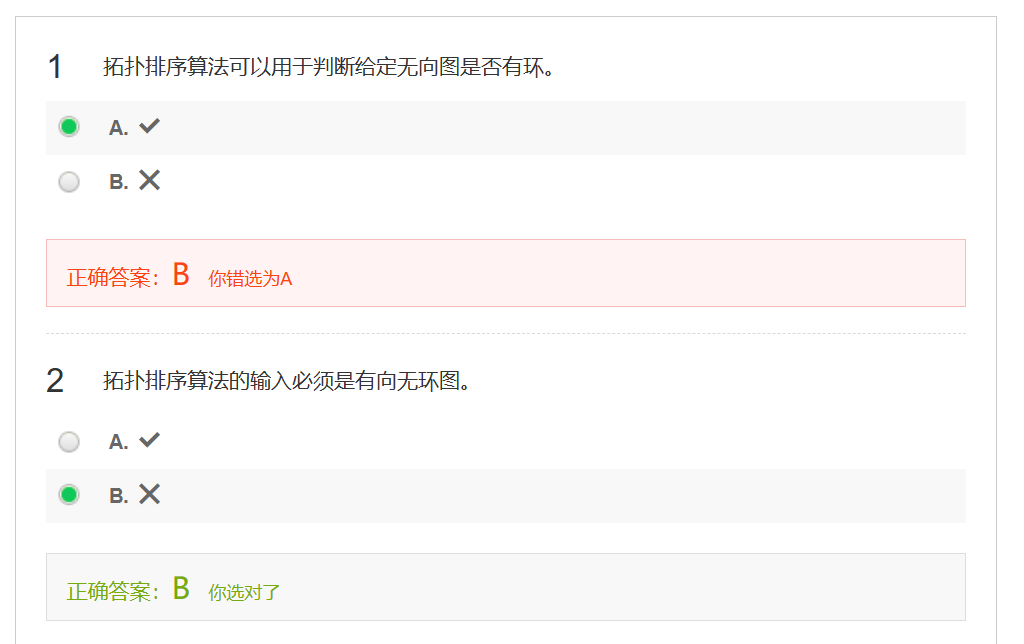 1 拓扑排序算法可以用于判断给定无向图是否有环。
A. ✓
B. ✕
正确答案：B 你错选为A
2 拓扑排序算法的输入必须是有向无环图。
A. ✓
B. ✕
正确答案：B 你选对了